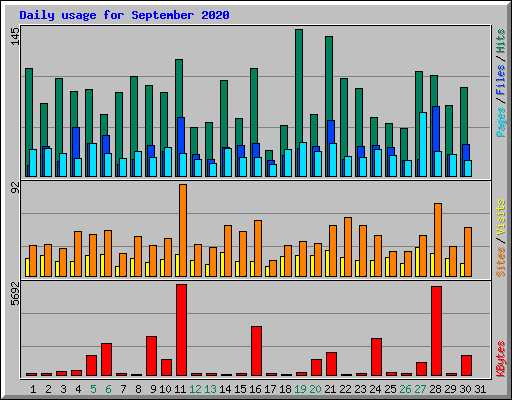 Daily usage for September 2020
145
92
5692
Pages / Files / Hits
Sites / Visits
KBytes
1 2 3 4 5 6 7 8 9 10 11 12 13 14 15 16 17 18 19 20 21 22 23 24 25 26 27 28 29 30 31